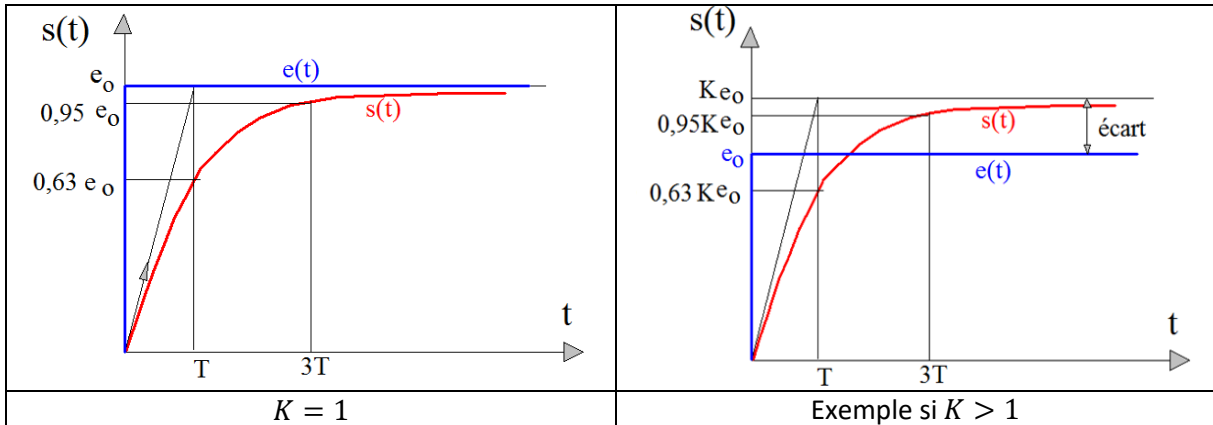 s(t)
e₀
e(t)
0,95 e₀
s(t)
0,63 e₀
t
T
3T
K = 1
s(t)
Ke₀
0,95Ke₀
s(t)
écart
e₀
e(t)
0,63 Ke₀
t
T
3T
Exemple si K > 1